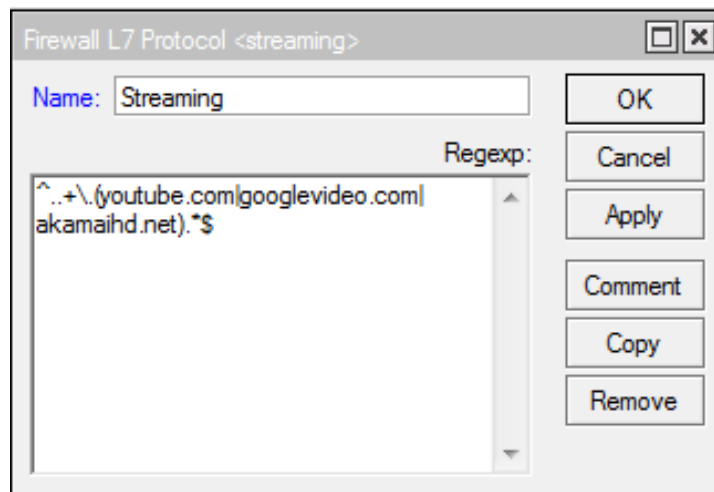 Firewall L7 Protocol <streaming>
Name: Streaming
OK
Regexp:
Cancel
^..+\.(youtube.com|googlevideo.com|
akamaihd.net).*$
Apply
Comment
Copy
Remove